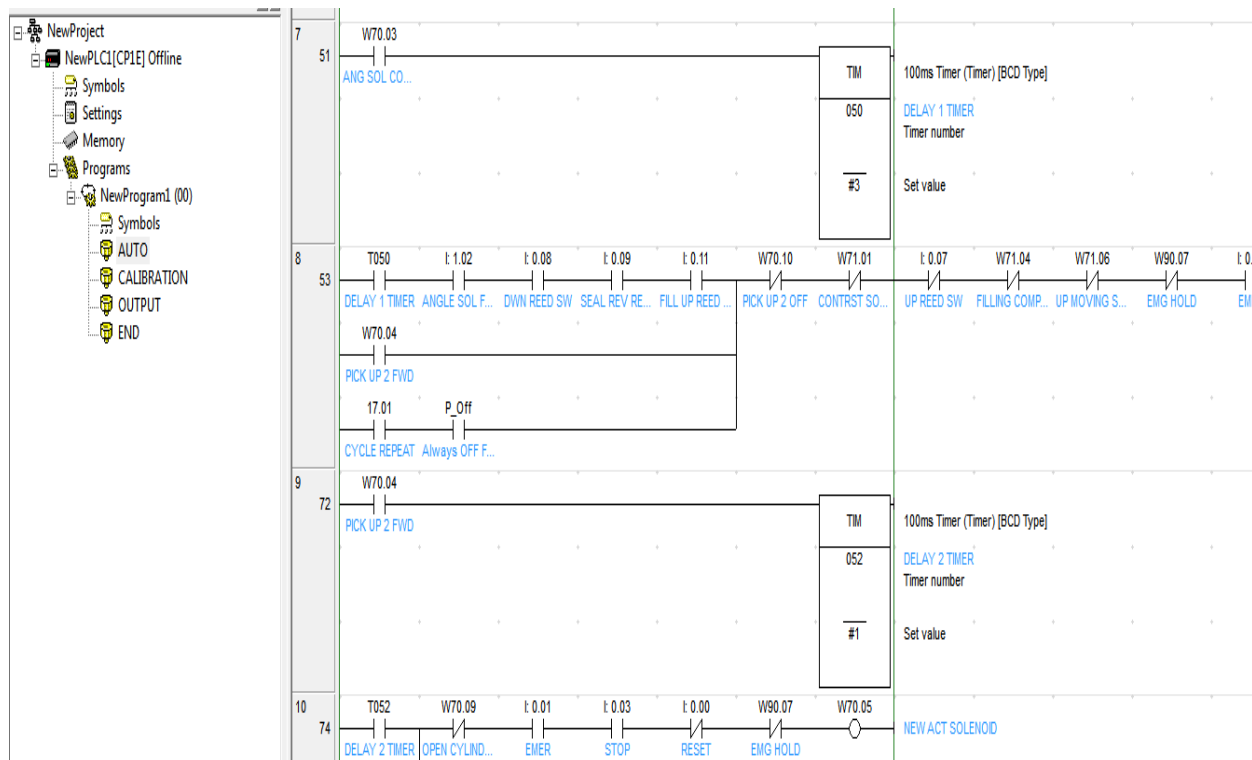 NewProject
NewPLC1[CP1E] Offline
Symbols
Settings
Memory
Programs
NewProgram1 (00)
Symbols
AUTO
CALIBRATION
OUTPUT
END
7
51
W70.03
ANG SOL CO...
TIM
100ms Timer (Timer) [BCD Type]
050
DELAY 1 TIMER
Timer number
#3
Set value
8
53
T050 I: 1.02 I: 0.08 I: 0.09 I: 0.11 W70.10 W71.01 I: 0.07 W71.04 W71.06 W90.07
DELAY 1 TIMER ANGLE SOL F... DWN REED SW SEAL REV RE... FILL UP REED ... PICK UP 2 OFF CONTRST SO... UP REED SW FILLING COMP... UP MOVING S... EMG HOLD
W70.04
PICK UP 2 FWD
17.01 P_Off
CYCLE REPEAT Always OFF F...
9
72
W70.04
PICK UP 2 FWD
TIM
100ms Timer (Timer) [BCD Type]
052
DELAY 2 TIMER
Timer number
#1
Set value
10
74
T052 W70.09 I: 0.01 I: 0.03 I: 0.00 W90.07 W70.05
NEW ACT SOLENOID
DELAY 2 TIMER OPEN CYLIND... EMER STOP RESET EMG HOLD